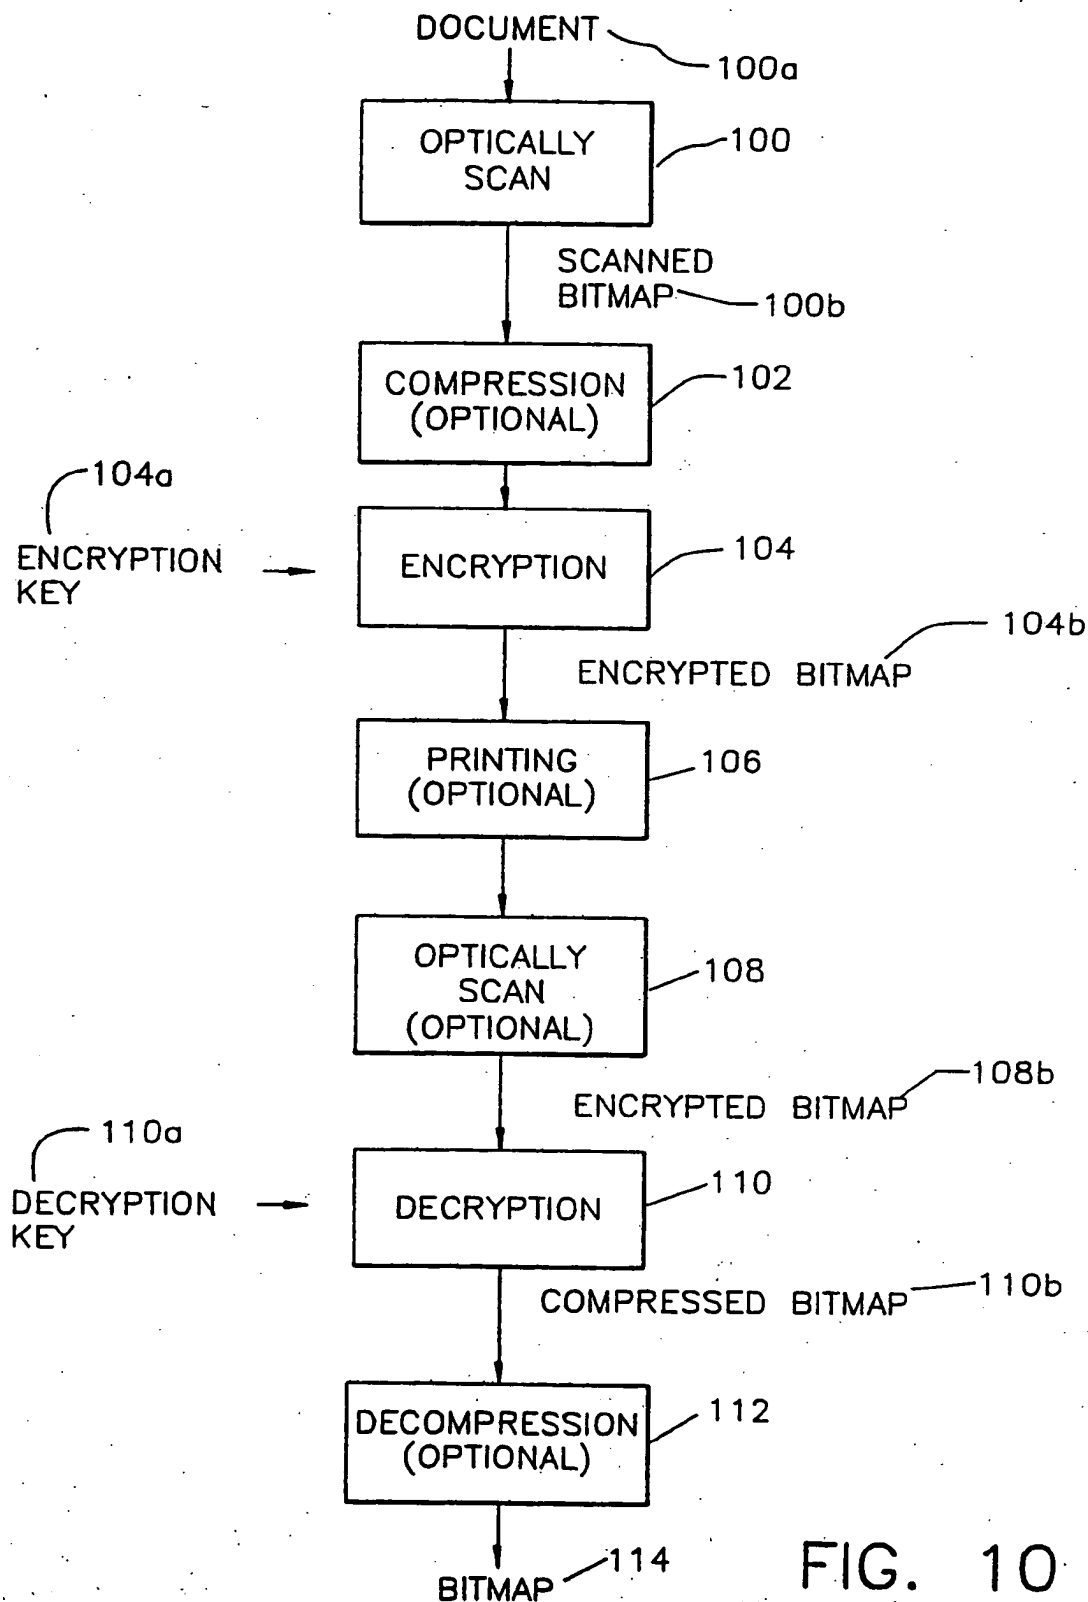 DOCUMENT
100a
OPTICALLY
SCAN
100
SCANNED
BITMAP
100b
COMPRESSION
(OPTIONAL)
102
104a
ENCRYPTION
KEY
ENCRYPTION
104
104b
ENCRYPTED BITMAP
PRINTING
(OPTIONAL)
106
OPTICALLY
SCAN
(OPTIONAL)
108
108b
ENCRYPTED BITMAP
110a
DECRYPTION
KEY
DECRYPTION
110
COMPRESSED BITMAP
110b
DECOMPRESSION
(OPTIONAL)
112
BITMAP
114
FIG. 10